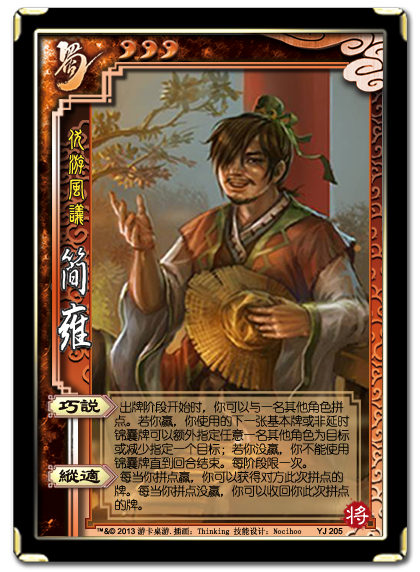 蜀
优游风议
简雍
巧説
出牌阶段开始时，你可以与一名其他角色拼
点。若你赢，你使用的下一张基本牌或非延时
锦囊牌可以额外指定任意一名其他角色为目标
或减少指定一个目标；若你没赢，你不能使用
锦囊牌直到回合结束。每阶段限一次。
縱適
每当你拼点赢，你可以获得对方此次拼点的
牌。每当你拼点没赢，你可以收回你此次拼点
的牌。
将
™&© 2013 游卡桌游.插画：Thinking 技能设计：Nocihoo YJ 205